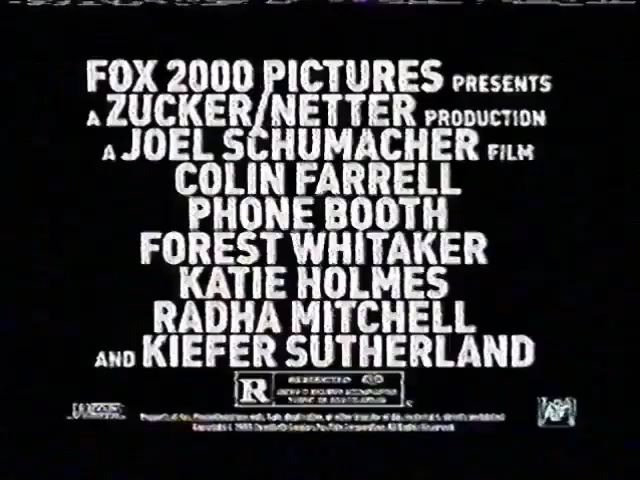 FOX 2000 PICTURES PRESENTS
A ZUCKER/NETTER PRODUCTION
A JOEL SCHUMACHER FILM
COLIN FARRELL
PHONE BOOTH
FOREST WHITAKER
KATIE HOLMES
RADHA MITCHELL
AND KIEFER SUTHERLAND
R RESTRICTED